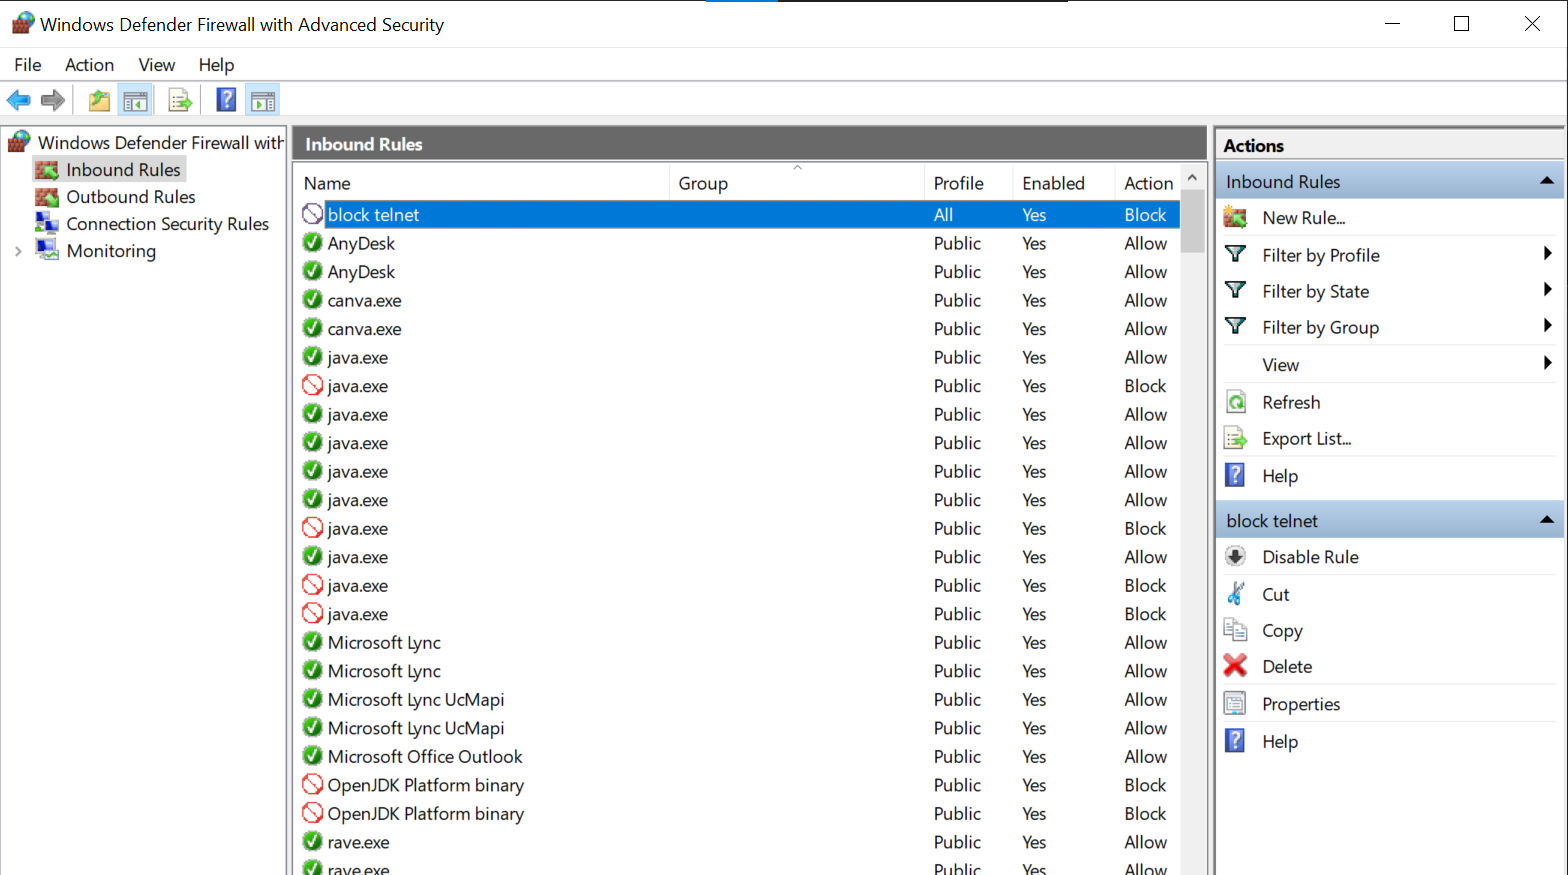 Windows Defender Firewall with Advanced Security
File Action View Help
Windows Defender Firewall with
Inbound Rules
Outbound Rules
Connection Security Rules
Monitoring
Inbound Rules
Name Group Profile Enabled Action
block telnet All Yes Block
AnyDesk Public Yes Allow
AnyDesk Public Yes Allow
canva.exe Public Yes Allow
canva.exe Public Yes Allow
java.exe Public Yes Allow
java.exe Public Yes Block
java.exe Public Yes Allow
java.exe Public Yes Allow
java.exe Public Yes Allow
java.exe Public Yes Allow
java.exe Public Yes Block
java.exe Public Yes Allow
java.exe Public Yes Block
java.exe Public Yes Block
Microsoft Lync Public Yes Allow
Microsoft Lync Public Yes Allow
Microsoft Lync UcMapi Public Yes Allow
Microsoft Lync UcMapi Public Yes Allow
Microsoft Office Outlook Public Yes Allow
OpenJDK Platform binary Public Yes Block
OpenJDK Platform binary Public Yes Block
rave.exe Public Yes Allow
rave.exe Public Yes Allow
Actions
Inbound Rules
New Rule...
Filter by Profile
Filter by State
Filter by Group
View
Refresh
Export List...
Help
block telnet
Disable Rule
Cut
Copy
Delete
Properties
Help